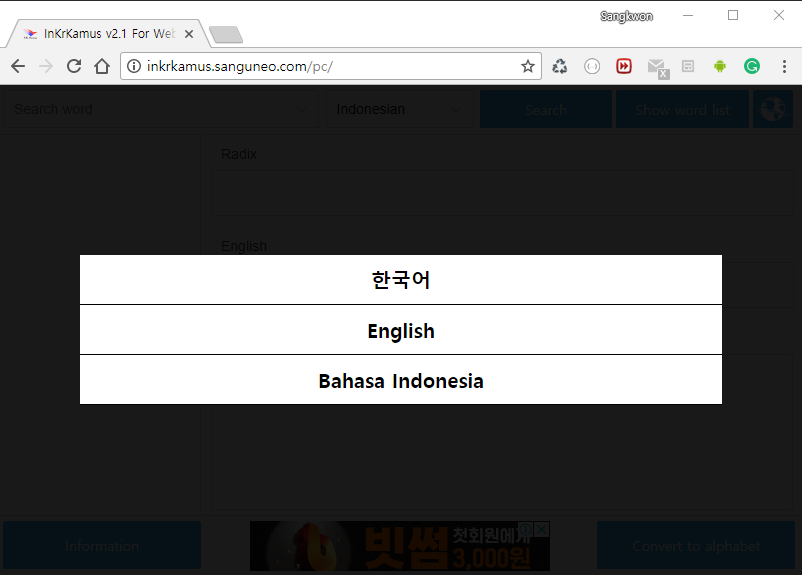 Sangkwon
InKrKamus v2.1 For Web
inkrkamus.sanguneo.com/pc/
Search word
Indonesian
Search
Show word list
Radix
English
한국어
English
Bahasa Indonesia
Information
빗썸 첫회원에게
3,000원
Convert to alphabet